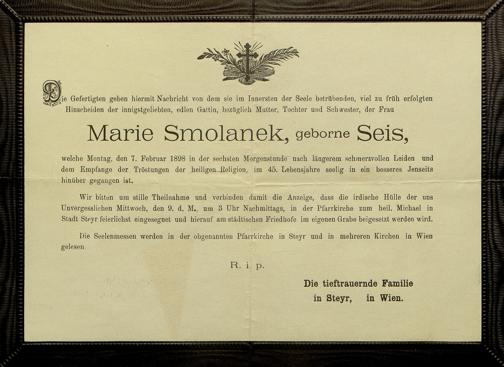 Die Gefertigten geben hiermit Nachricht von dem sie im Innersten der Seele betrübenden, viel zu früh erfolgten
Hinscheiden der innigstgeliebten, edlen Gattin, bezüglich Mutter, Tochter und Schwester, der Frau
Marie Smolanek, geborne Seis,
welche Montag, den 7. Februar 1898 in der sechsten Morgenstunde nach längerem schmerzvollen Leiden und
dem Empfange der Tröstungen der heiligen Religion, im 45. Lebensjahre seelig in ein besseres Jenseits
hinüber gegangen ist.
Wir bitten um stille Theilnahme und verbinden damit die Anzeige, dass die irdische Hülle der uns
Unvergesslichen Mittwoch, den 9. d. M., um 3 Uhr Nachmittags, in der Pfarrkirche zum heil. Michael in
Stadt Steyr feierlichst eingesegnet und hierauf am städtischen Friedhofe im eigenen Grabe beigesetzt werden wird.
Die Seelenmessen werden in der obgenannten Pfarrkirche in Steyr und in mehreren Kirchen in Wien
gelesen.
R. i. p.
Die tieftrauernde Familie
in Steyr, in Wien.